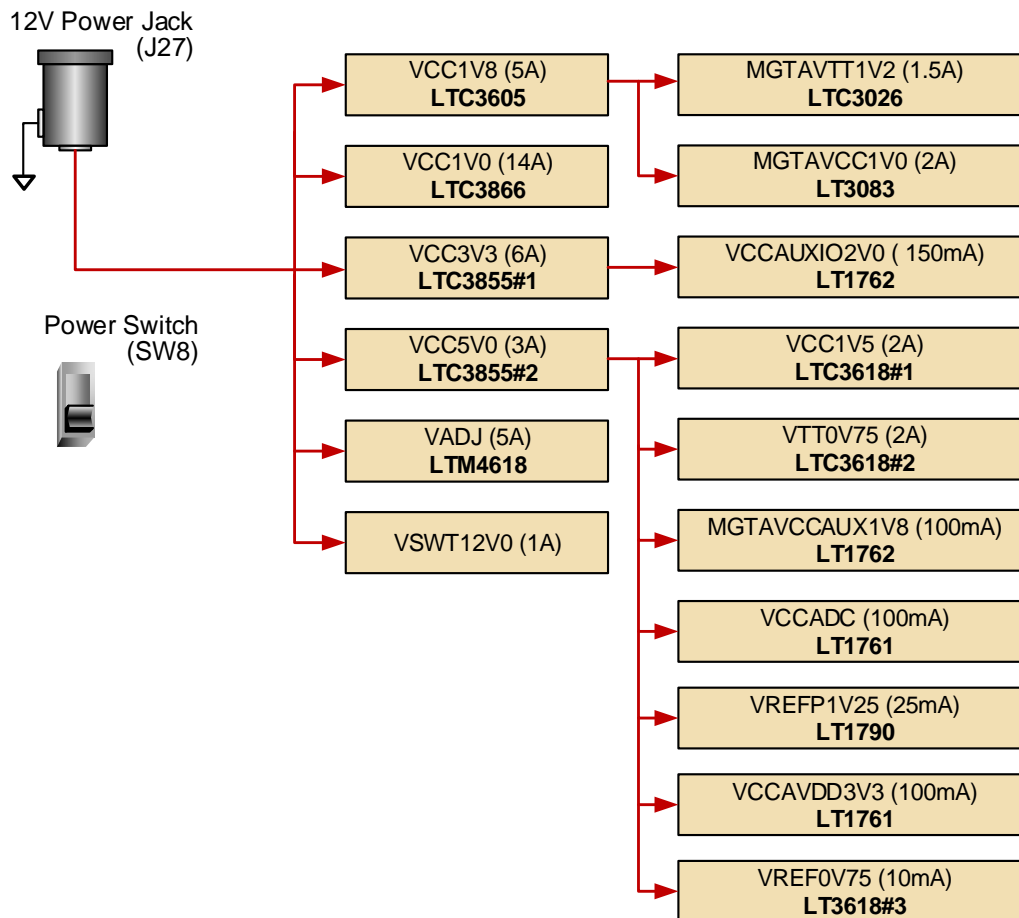 12V Power Jack
(J27)
VCC1V8 (5A)
LTC3605
MGTAVTT1V2 (1.5A)
LTC3026
VCC1V0 (14A)
LTC3866
MGTAVCC1V0 (2A)
LT3083
VCC3V3 (6A)
LTC3855#1
VCCAUXIO2V0 ( 150mA)
LT1762
Power Switch
(SW8)
VCC5V0 (3A)
LTC3855#2
VCC1V5 (2A)
LTC3618#1
VADJ (5A)
LTM4618
VTT0V75 (2A)
LTC3618#2
VSWT12V0 (1A)
MGTAVCCAUX1V8 (100mA)
LT1762
VCCADC (100mA)
LT1761
VREFP1V25 (25mA)
LT1790
VCCAVDD3V3 (100mA)
LT1761
VREF0V75 (10mA)
LT3618#3